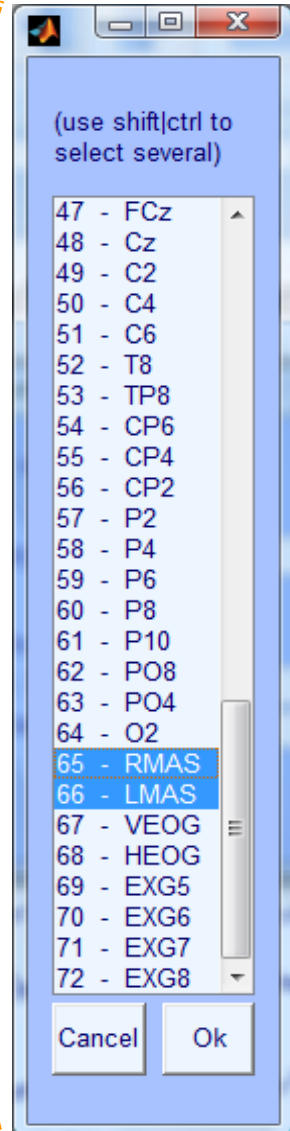 (use shift|ctrl to
select several)
47 - FCz
48 - Cz
49 - C2
50 - C4
51 - C6
52 - T8
53 - TP8
54 - CP6
55 - CP4
56 - CP2
57 - P2
58 - P4
59 - P6
60 - P8
61 - P10
62 - PO8
63 - PO4
64 - O2
65 - RMAS
66 - LMAS
67 - VEOG
68 - HEOG
69 - EXG5
70 - EXG6
71 - EXG7
72 - EXG8
Cancel Ok